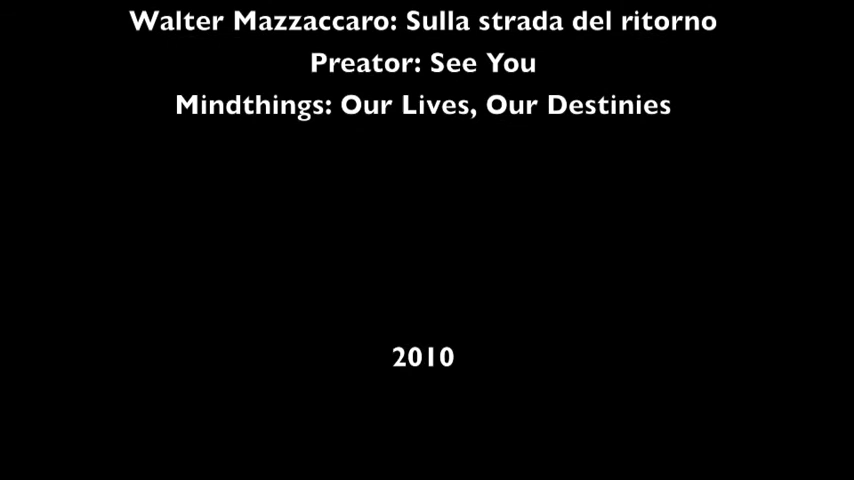 Walter Mazzaccaro: Sulla strada del ritorno
Preator: See You
Mindthings: Our Lives, Our Destinies
2010